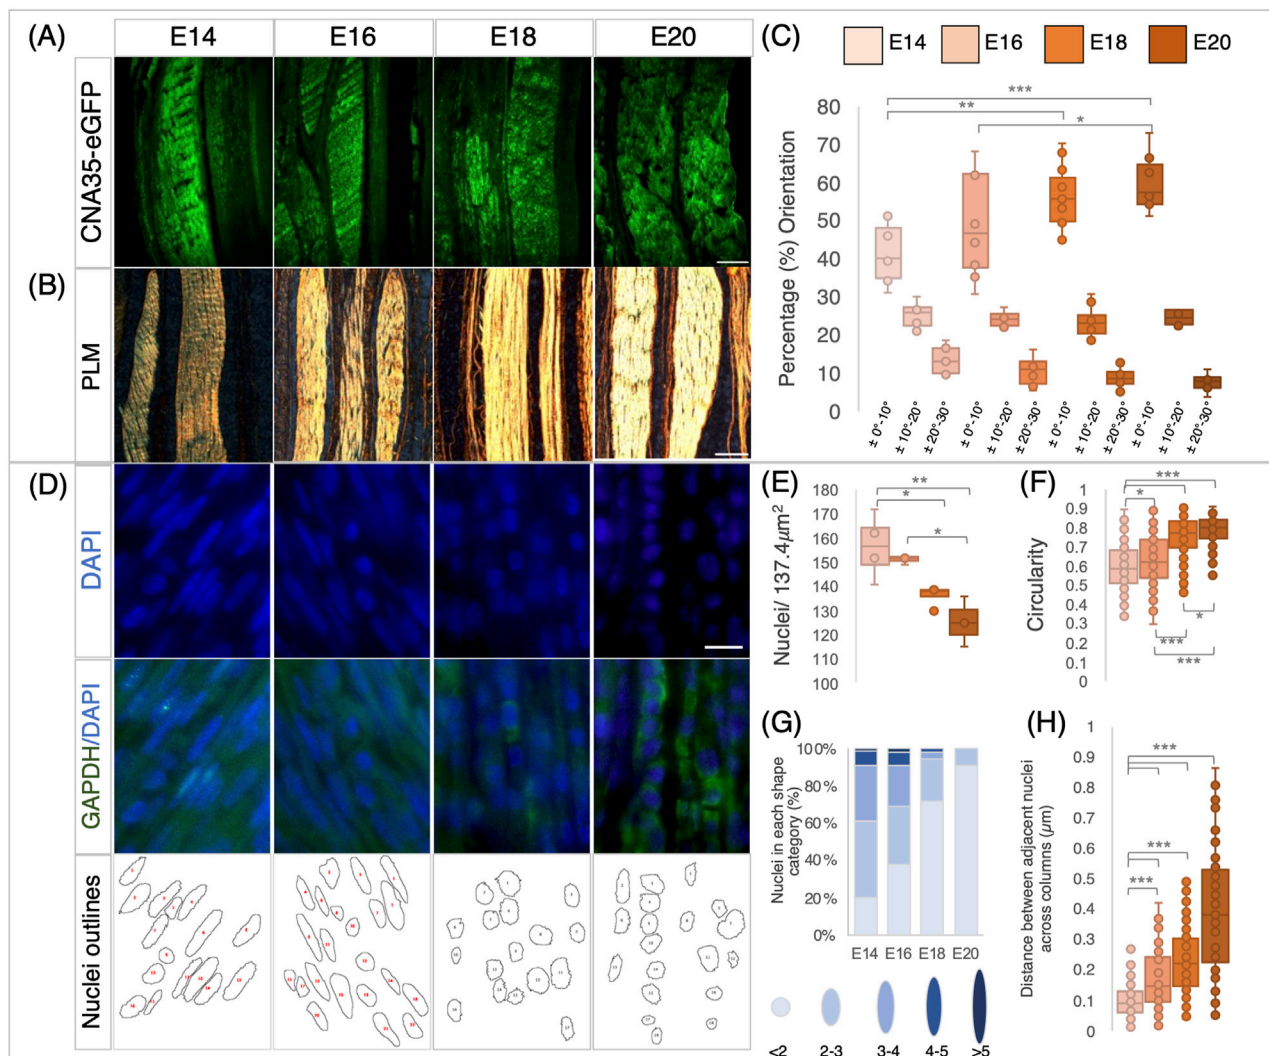 (A)
E14 E16 E18 E20
CNA35-eGFP
(B)
PLM
(C)
E14 E16 E18 E20
*** 
** 
*
Percentage (%) Orientation
80
70
60
50
40
30
20
10
0
± 0°-10° ± 10°-20° ± 20°-30° ± 0°-10° ± 10°-20° ± 20°-30° ± 0°-10° ± 10°-20° ± 20°-30° ± 0°-10° ± 10°-20° ± 20°-30°
(D)
DAPI
GAPDH/DAPI
Nuclei outlines
(E)
Nuclei/ 137.4µm²
180
170
160
150
140
130
120
110
100
**
*
*
(F)
Circularity
1
0.9
0.8
0.7
0.6
0.5
0.4
0.3
0.2
0.1
0
***
*
*
***
***
(G)
Nuclei in each shape
category (%)
100%
80%
60%
40%
20%
0%
E14 E16 E18 E20
<2 2-3 3-4 4-5 >5
(H)
Distance between adjacent nuclei
across columns (µm)
1
0.9
0.8
0.7
0.6
0.5
0.4
0.3
0.2
0.1
0
***
***
***